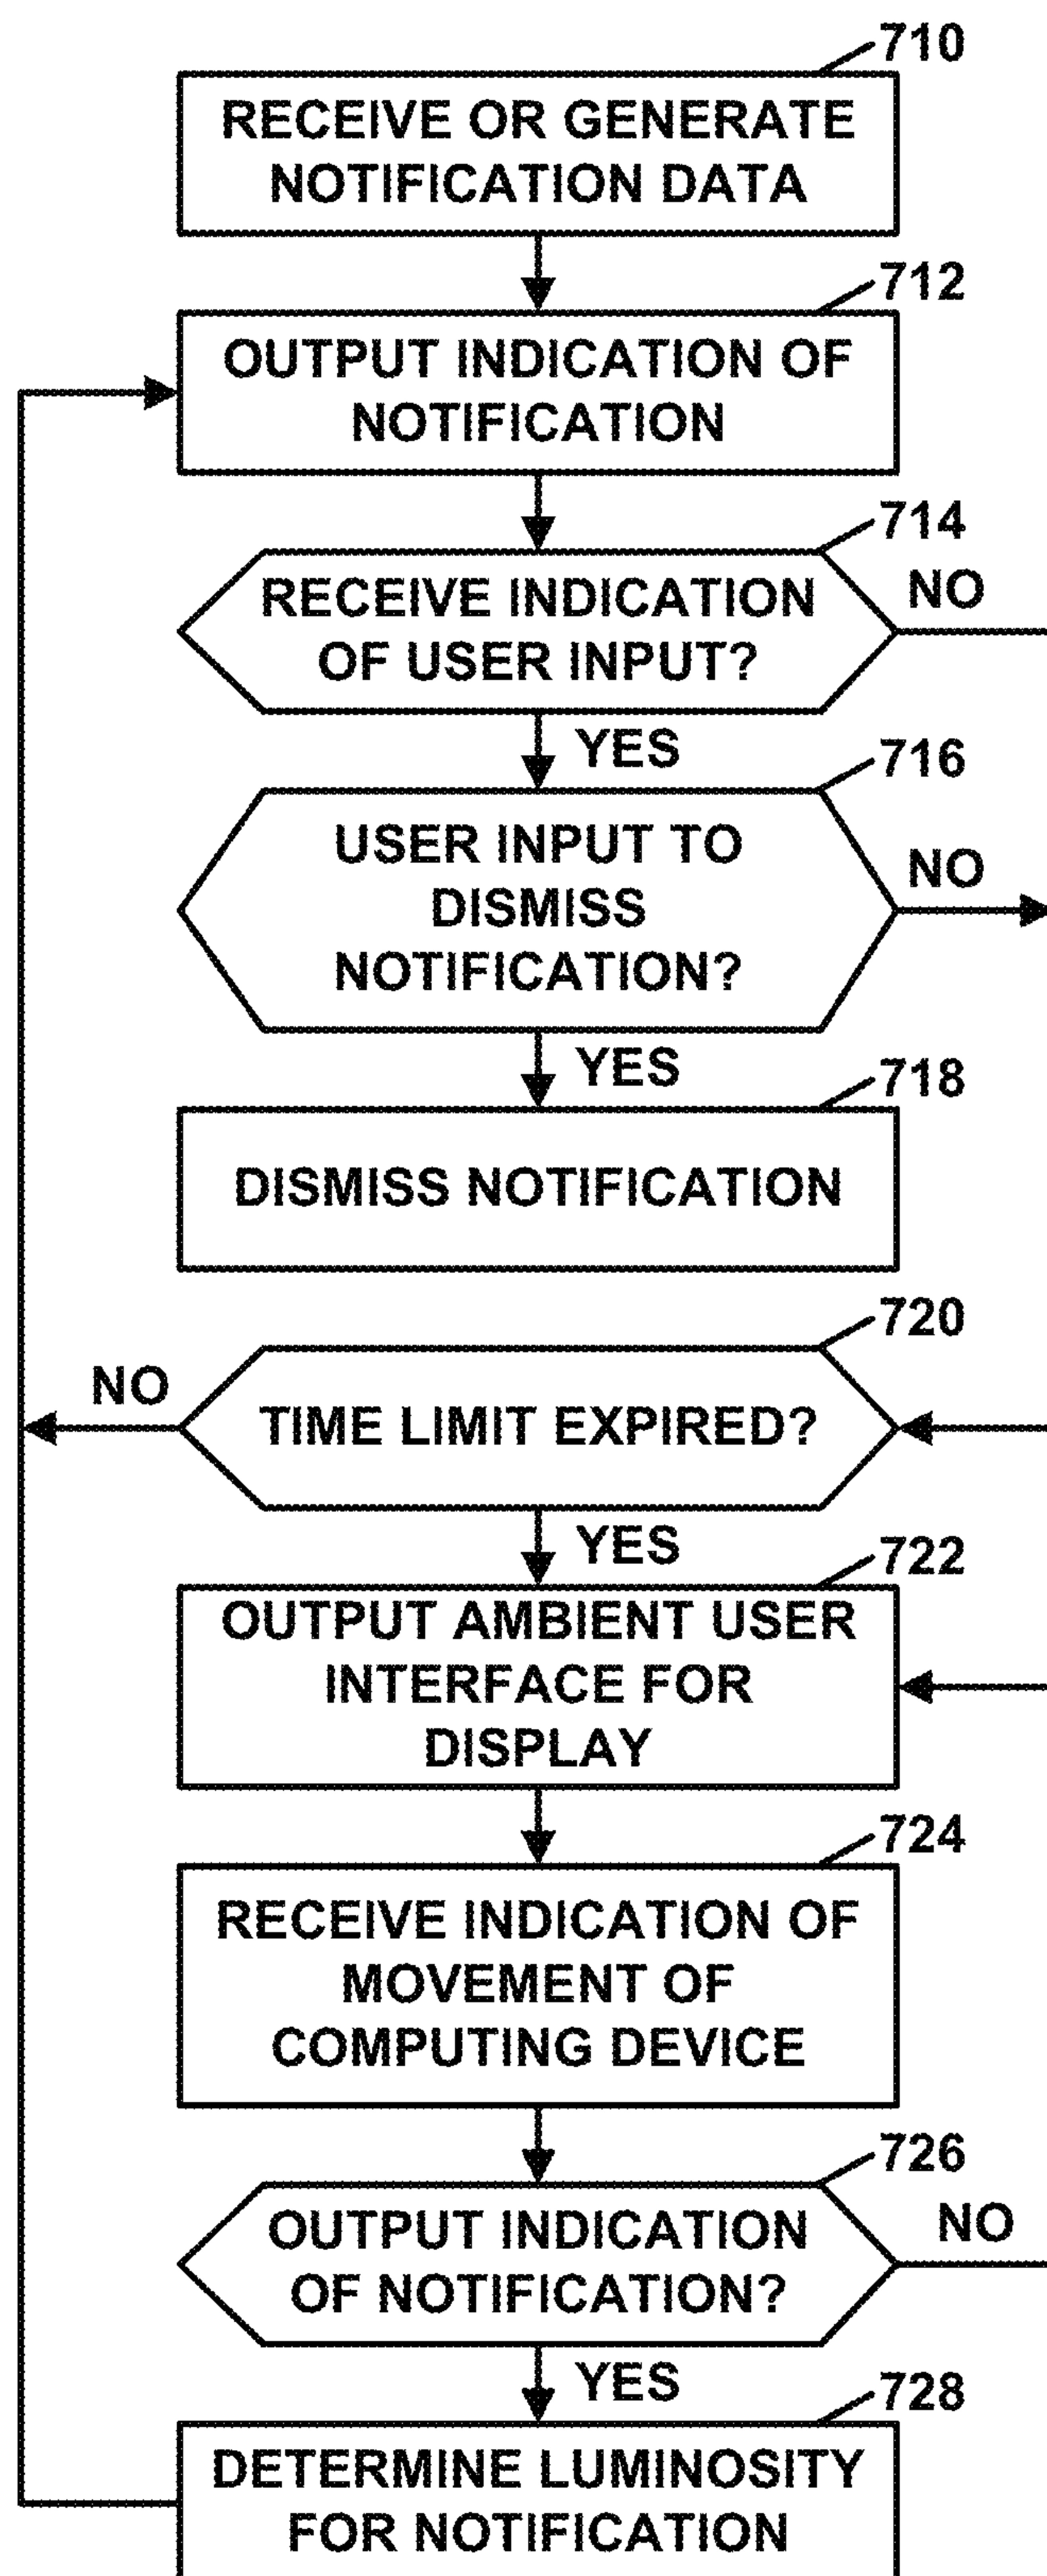 710
RECEIVE OR GENERATE
NOTIFICATION DATA
712
OUTPUT INDICATION OF
NOTIFICATION
714
RECEIVE INDICATION
OF USER INPUT?
NO
YES
716
USER INPUT TO
DISMISS
NOTIFICATION?
NO
YES
718
DISMISS NOTIFICATION
720
NO
TIME LIMIT EXPIRED?
YES
722
OUTPUT AMBIENT USER
INTERFACE FOR
DISPLAY
724
RECEIVE INDICATION OF
MOVEMENT OF
COMPUTING DEVICE
726
OUTPUT INDICATION
OF NOTIFICATION?
NO
YES
728
DETERMINE LUMINOSITY
FOR NOTIFICATION